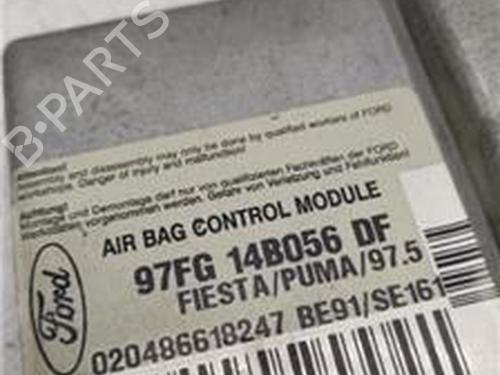 B-PARTS
Attention!
Assembly and disassembly may only be done by qualified workers of FORD
workshops. Danger of injury and malfunction!
Achtung!
Montage und Demontage darf nur von qualifizierten Fachkräften der FORD
Werkstätten vorgenommen werden. Gefahr von Verletzung und Fehlfunktion!
AIR BAG CONTROL MODULE
97FG 14B056 DF
FIESTA/PUMA/97.5
Ford
020486618247 BE91/SE161